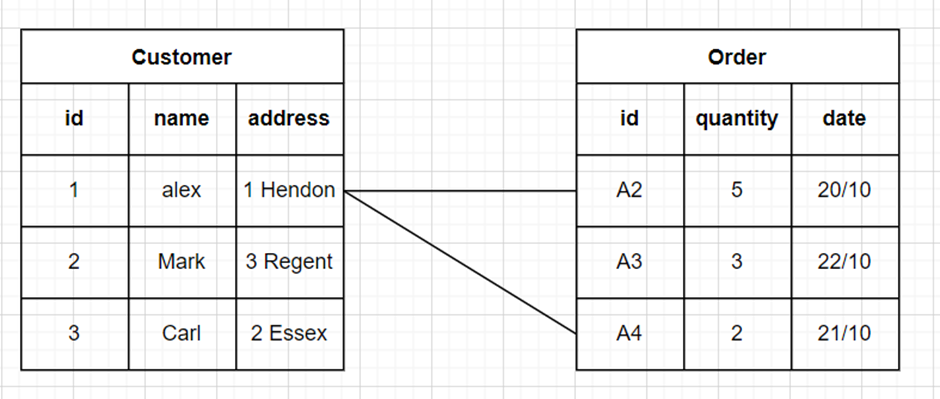 Customer
id name address
1 alex 1 Hendon
2 Mark 3 Regent
3 Carl 2 Essex
Order
id quantity date
A2 5 20/10
A3 3 22/10
A4 2 21/10